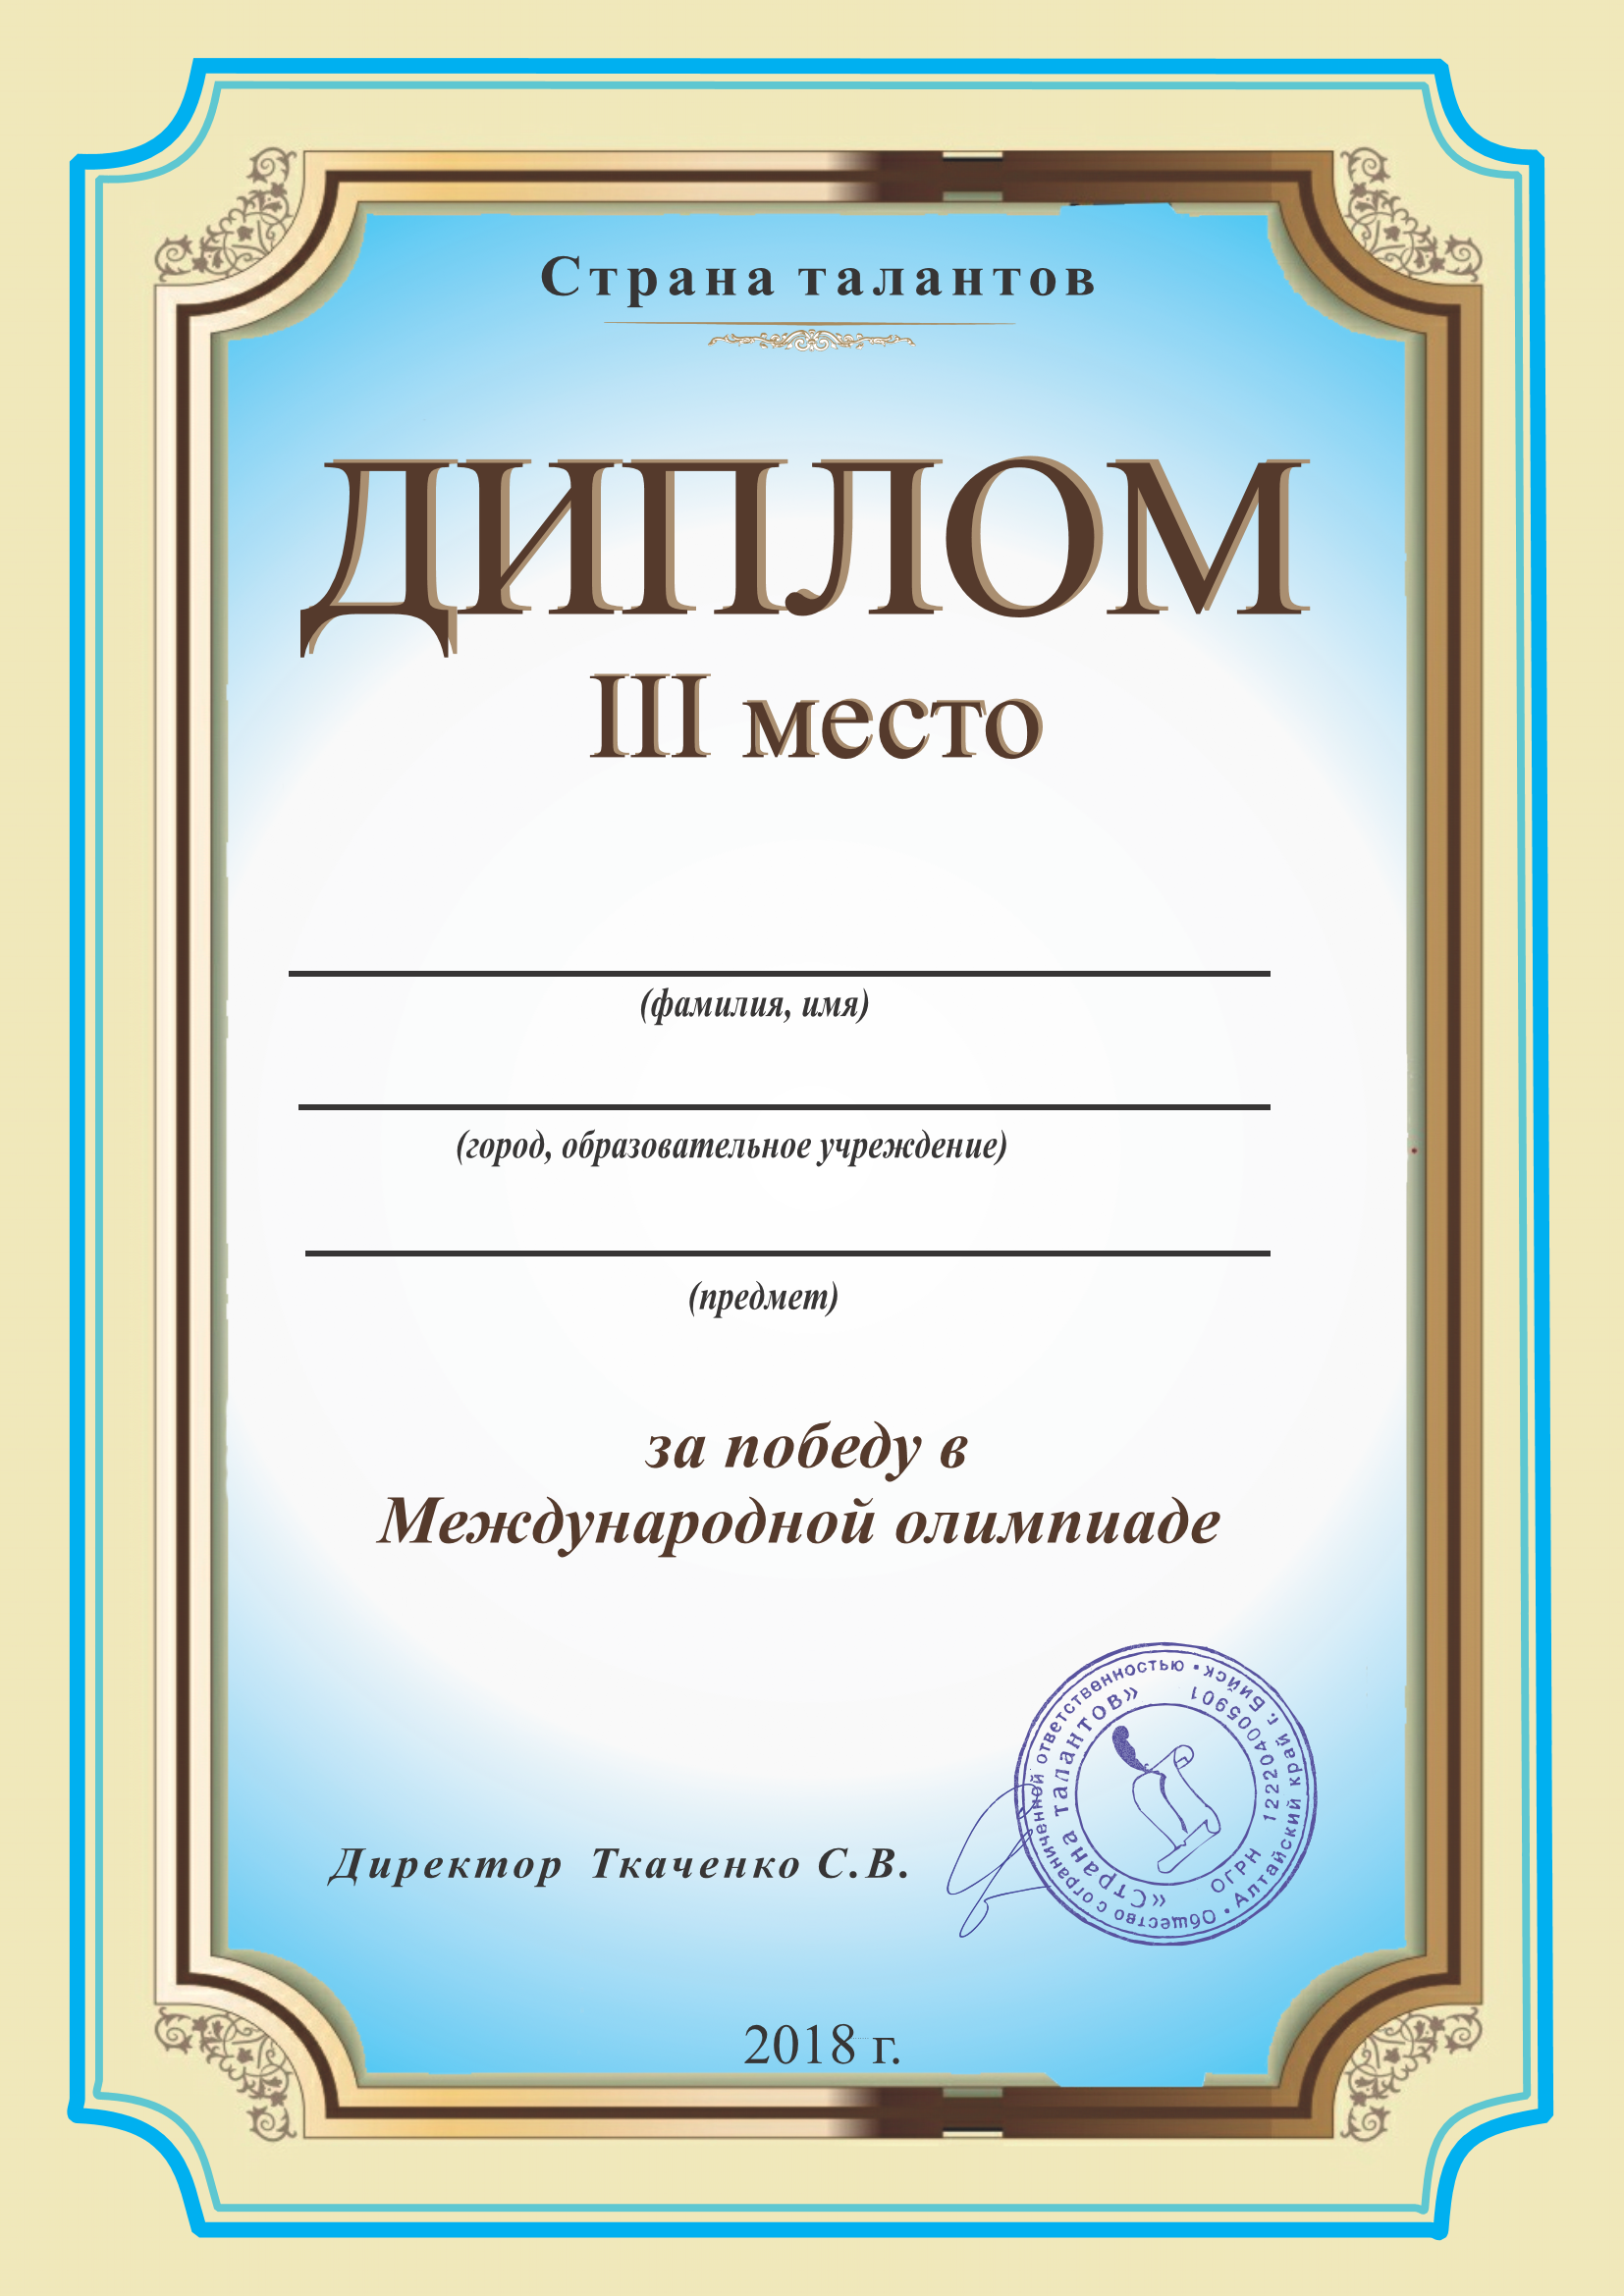 Страна талантов
ДИПЛОМ
III место
(фамилия, имя)
(город, образовательное учреждение)
(предмет)
за победу в
Международной олимпиаде
Директор Ткаченко С.В.
Общество с ограниченной ответственностью • Алтайский край г. Бийск •
«Страна талантов»
ОГРН 1222040005901
2018 г.